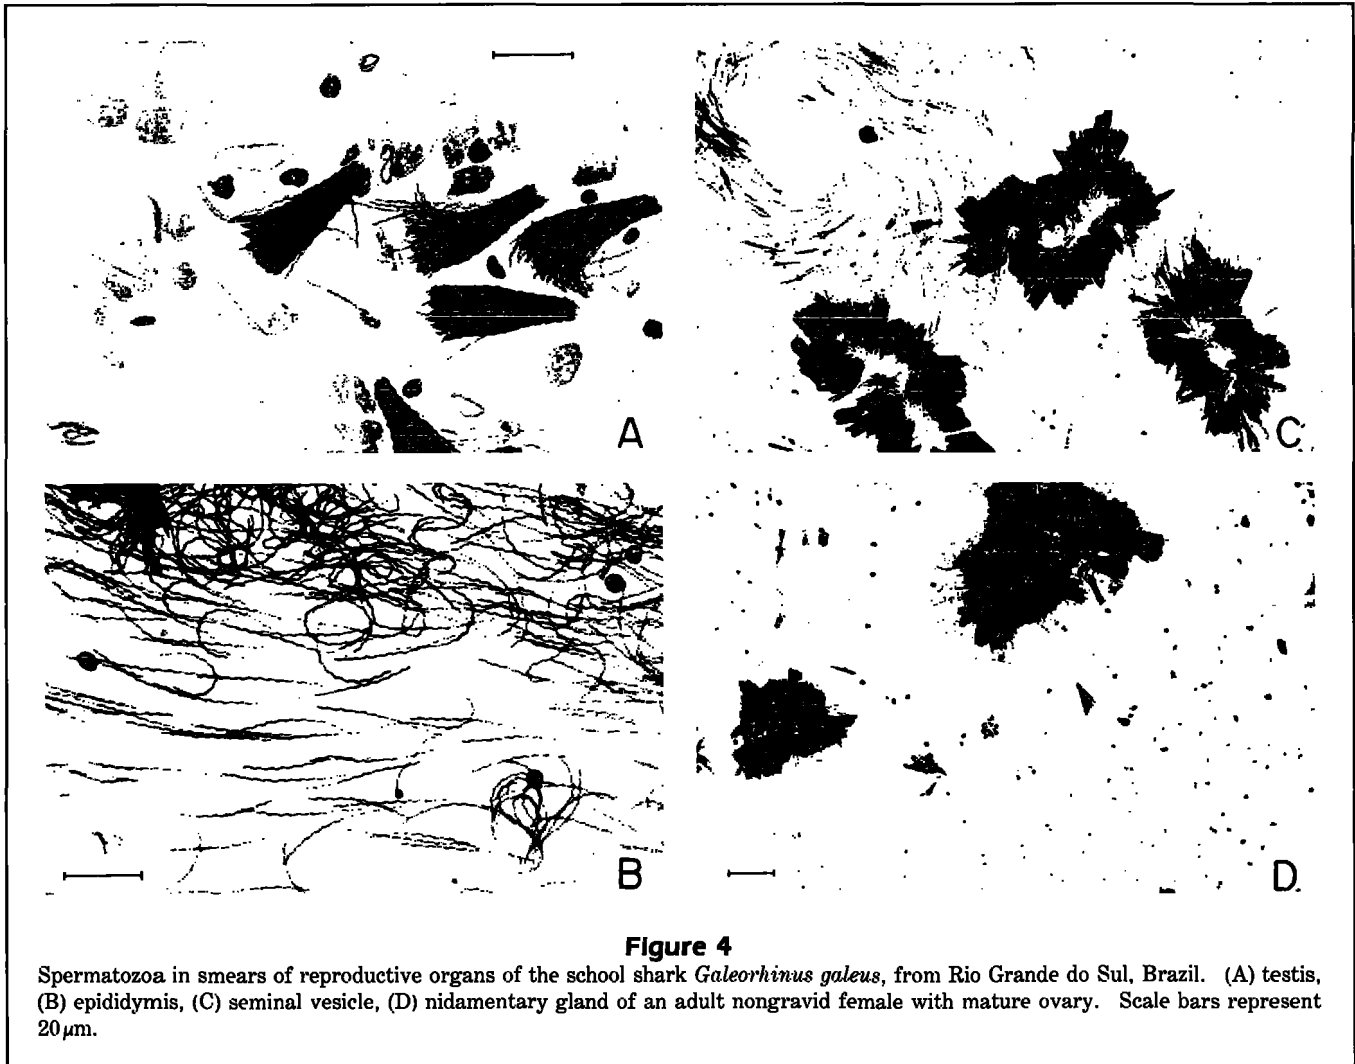 A
C
B
D
Figure 4
Spermatozoa in smears of reproductive organs of the school shark Galeorhinus galeus, from Rio Grande do Sul, Brazil. (A) testis,
(B) epididymis, (C) seminal vesicle, (D) nidamentary gland of an adult nongravid female with mature ovary. Scale bars represent
20 μm.